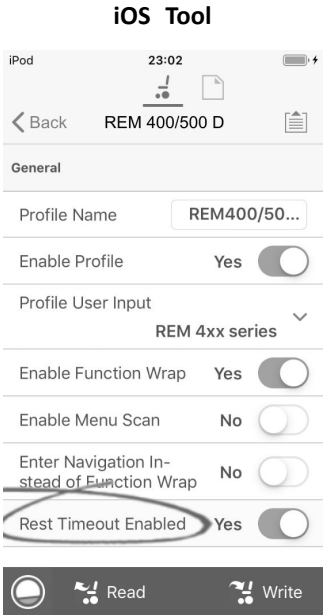 iOS Tool
iPod 23:02
Back REM 400/500 D
General
Profile Name REM400/50...
Enable Profile Yes
Profile User Input
REM 4xx series
Enable Function Wrap Yes
Enable Menu Scan No
Enter Navigation In-
stead of Function Wrap No
Rest Timeout Enabled Yes
Read Write